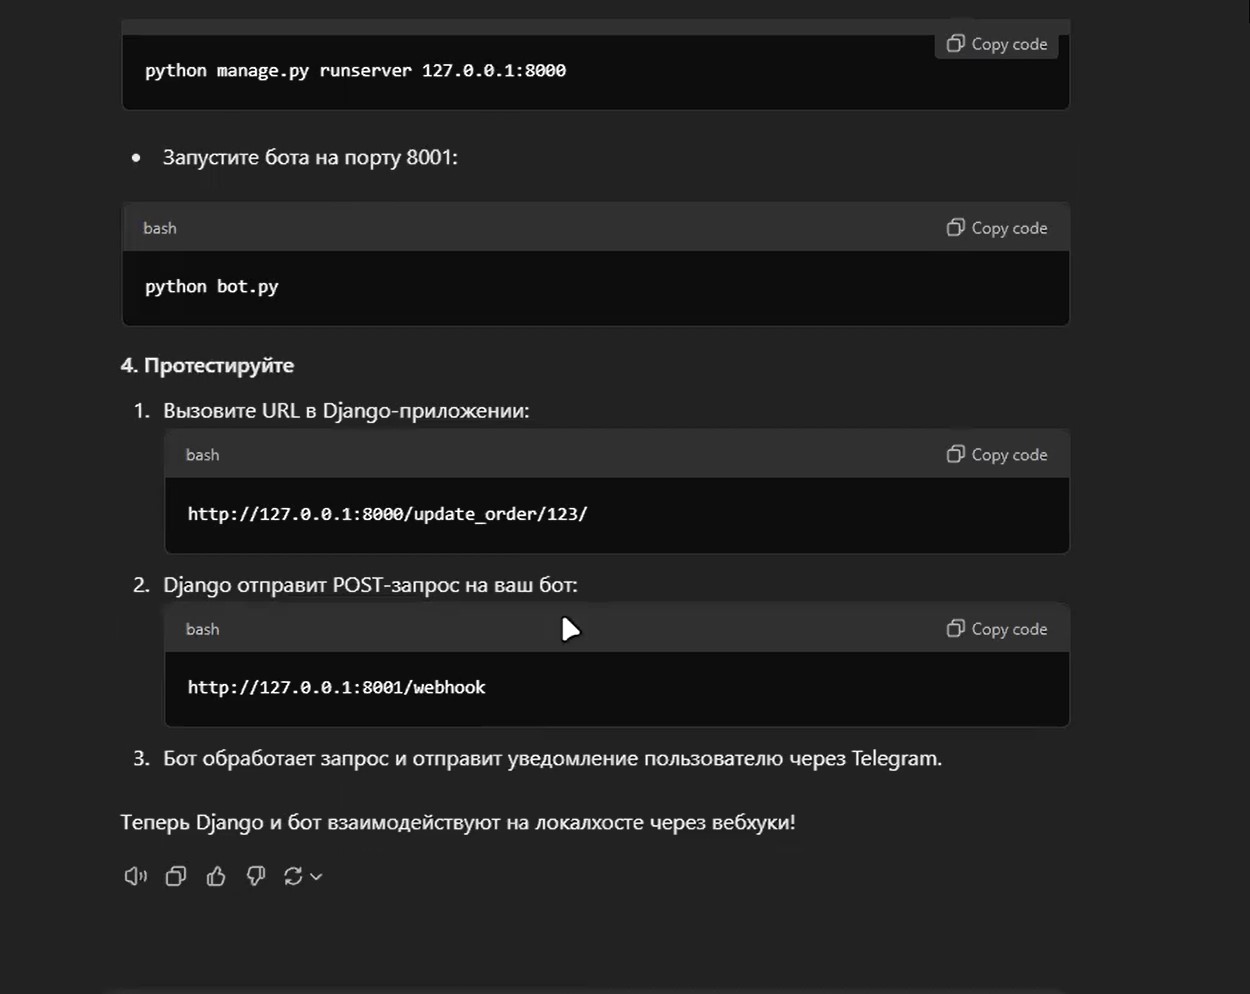 Copy code
python manage.py runserver 127.0.0.1:8000
Запустите бота на порту 8001:
bash
Copy code
python bot.py
4. Протестируйте
1. Вызовите URL в Django-приложении:
bash
Copy code
http://127.0.0.1:8000/update_order/123/
2. Django отправит POST-запрос на ваш бот:
bash
Copy code
http://127.0.0.1:8001/webhook
3. Бот обработает запрос и отправит уведомление пользователю через Telegram.
Теперь Django и бот взаимодействуют на локалхосте через вебхуки!